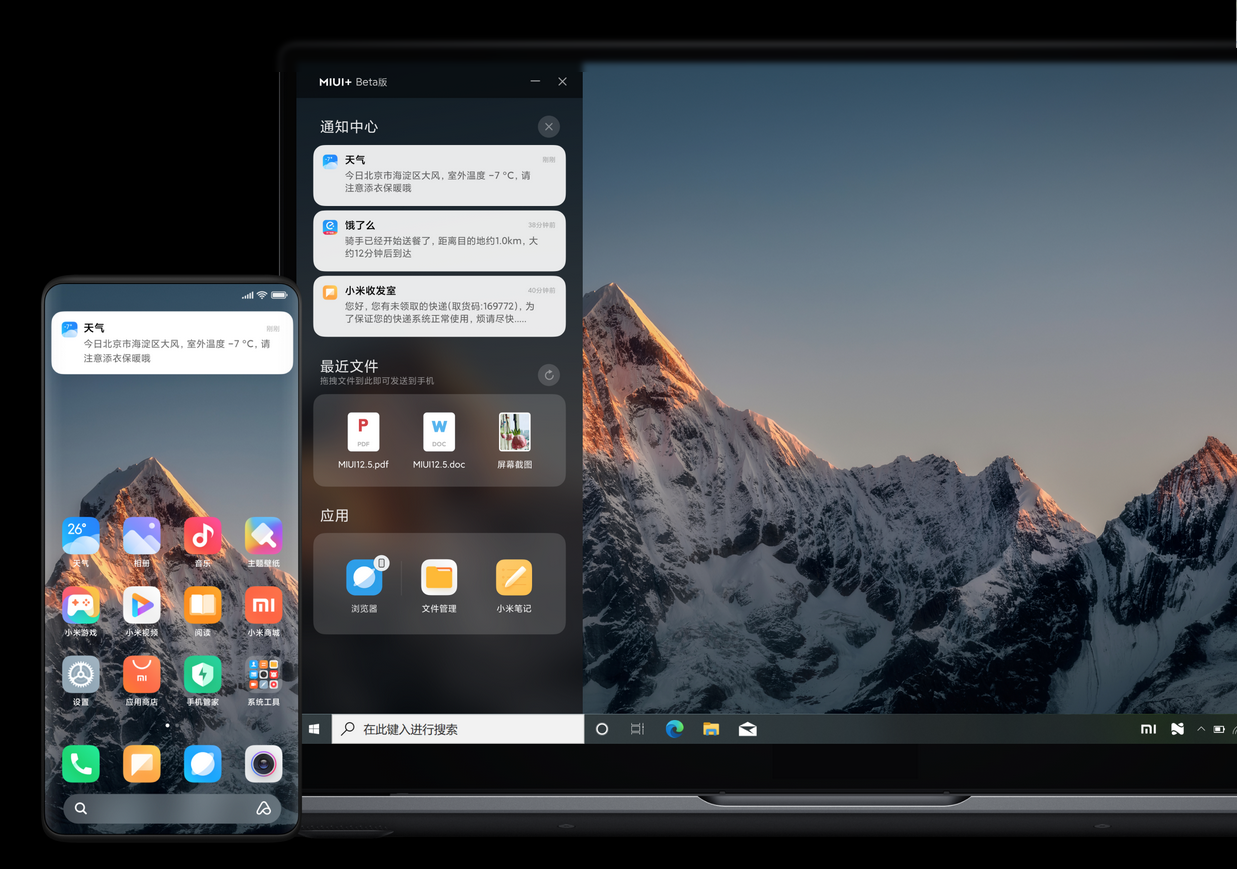 MIUI+ Beta版
通知中心
天气
刚刚
今日北京市海淀区大风, 室外温度 -7 °C, 请
注意添衣保暖哦
饿了么
38分钟前
骑手已经开始送餐了, 距离目的地约1.0km, 大
约12分钟后到达
小米收发室
40分钟前
您好, 您有未领取的快递(取货码:169772), 为
了保证您的快递系统正常使用, 烦请尽快.....
最近文件
拖拽文件到此即可发送到手机
P
PDF
W
DOC
MIUI12.5.pdf
MIUI12.5.doc
屏幕截图
应用
浏览器
文件管理
小米笔记
在此键入进行搜索
天气
刚刚
今日北京市海淀区大风, 室外温度 -7 °C, 请
注意添衣保暖哦
26°
天气
相册
音乐
主题壁纸
小米游戏
小米视频
阅读
小米商城
设置
应用商店
手机管家
系统工具